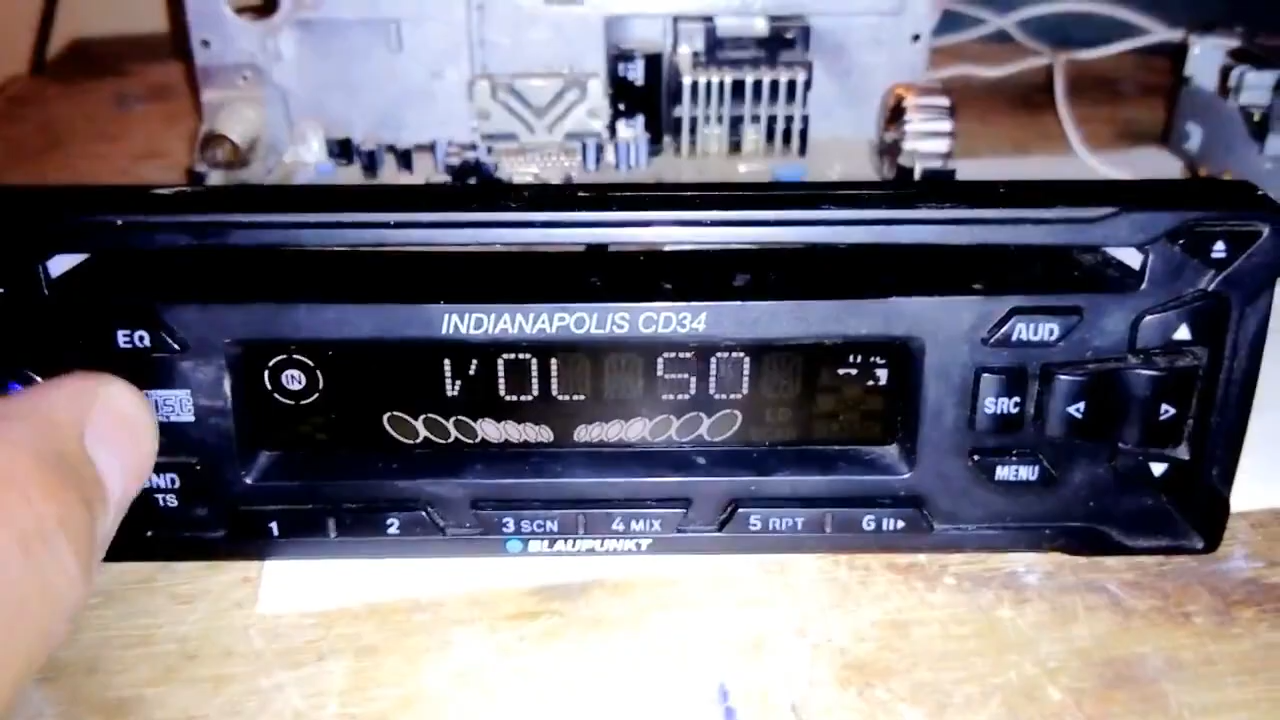 INDIANAPOLIS CD34
EQ
AUD
IN
VOL 50
SRC
MENU
TS
1
2
3 SCN
4 MIX
5 RPT
6
BLAUPUNKT